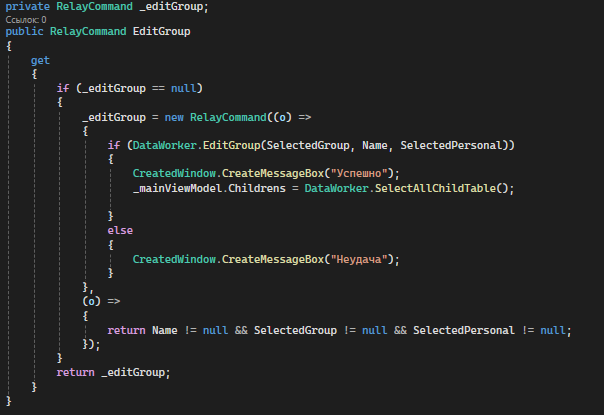 private RelayCommand _editGroup;
Ссылок: 0
public RelayCommand EditGroup
{
get
{
if (_editGroup == null)
{
_editGroup = new RelayCommand((o) =>
{
if (DataWorker.EditGroup(SelectedGroup, Name, SelectedPersonal))
{
CreatedWindow.CreateMessageBox("Успешно");
_mainViewModel.Childrens = DataWorker.SelectAllChildTable();
}
else
{
CreatedWindow.CreateMessageBox("Неудача");
}
},
(o) =>
{
return Name != null && SelectedGroup != null && SelectedPersonal != null;
});
}
return _editGroup;
}
}